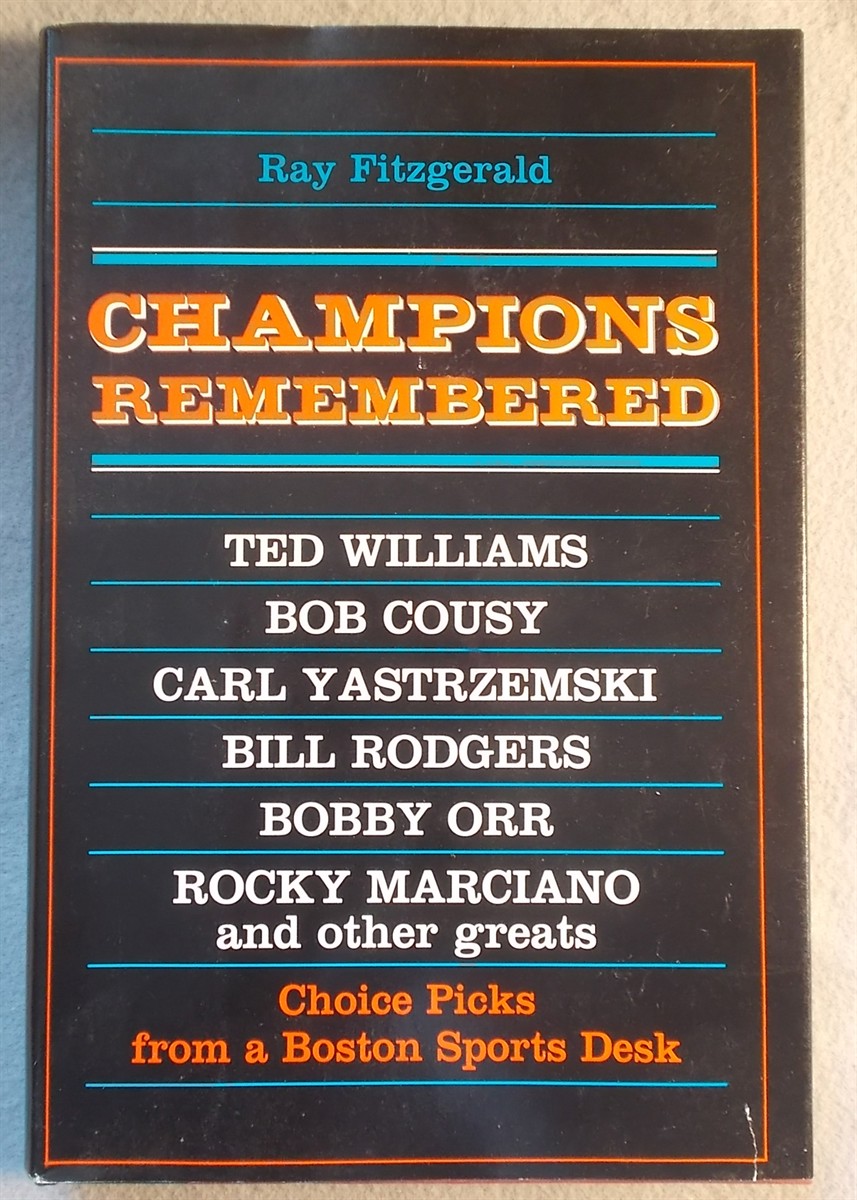 Ray Fitzgerald
CHAMPIONS
REMEMBERED
TED WILLIAMS
BOB COUSY
CARL YASTRZEMSKI
BILL RODGERS
BOBBY ORR
ROCKY MARCIANO
and other greats
Choice Picks
from a Boston Sports Desk